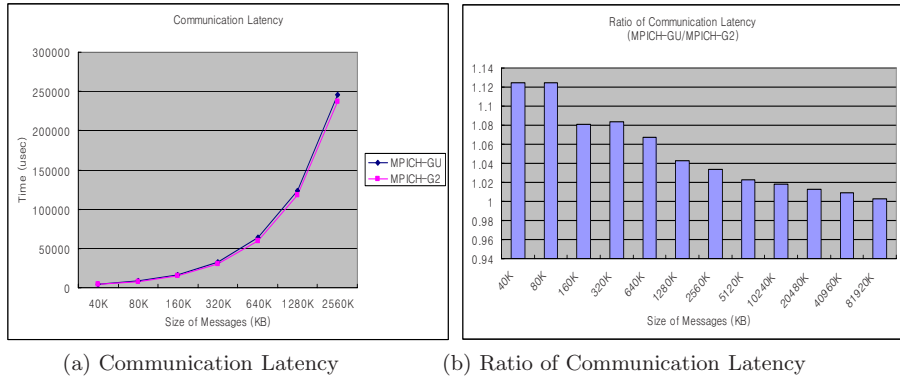 Communication Latency
300000
250000
200000
150000
100000
50000
0
Time (usec)
40K 80K 160K 320K 640K 1280K 2560K
Size of Messages (KB)
MPICH-GU
MPICH-G2
Ratio of Communication Latency
(MPICH-GU/MPICH-G2)
1.14
1.12
1.1
1.08
1.06
1.04
1.02
1
0.98
0.96
0.94
40K 80K 160K 320K 640K 1280K 2560K 5120K 10240K 20480K 40960K 81920K
Size of Messages (KB)
(a) Communication Latency
(b) Ratio of Communication Latency